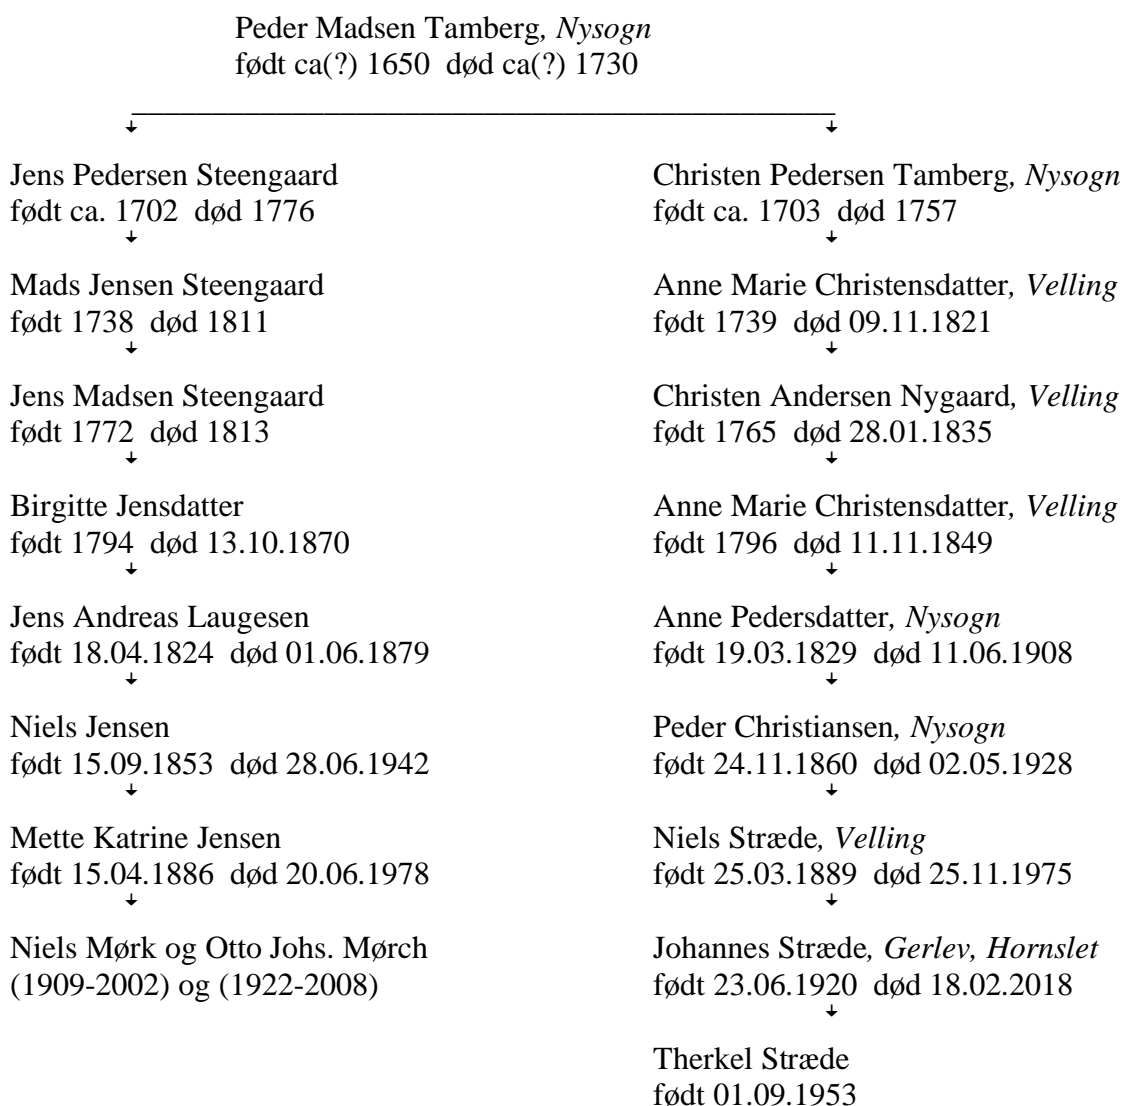 Peder Madsen Tamberg, Nysogn
født ca(?) 1650 død ca(?) 1730
Jens Pedersen Steengaard
født ca. 1702 død 1776
Mads Jensen Steengaard
født 1738 død 1811
Jens Madsen Steengaard
født 1772 død 1813
Birgitte Jensdatter
født 1794 død 13.10.1870
Jens Andreas Laugesen
født 18.04.1824 død 01.06.1879
Niels Jensen
født 15.09.1853 død 28.06.1942
Mette Katrine Jensen
født 15.04.1886 død 20.06.1978
Niels Mørk og Otto Johs. Mørch
(1909-2002) og (1922-2008)
Christen Pedersen Tamberg, Nysogn
født ca. 1703 død 1757
Anne Marie Christensdatter, Velling
født 1739 død 09.11.1821
Christen Andersen Nygaard, Velling
født 1765 død 28.01.1835
Anne Marie Christensdatter, Velling
født 1796 død 11.11.1849
Anne Pedersdatter, Nysogn
født 19.03.1829 død 11.06.1908
Peder Christiansen, Nysogn
født 24.11.1860 død 02.05.1928
Niels Stræde, Velling
født 25.03.1889 død 25.11.1975
Johannes Stræde, Gerlev, Hornslet
født 23.06.1920 død 18.02.2018
Therkel Stræde
født 01.09.1953